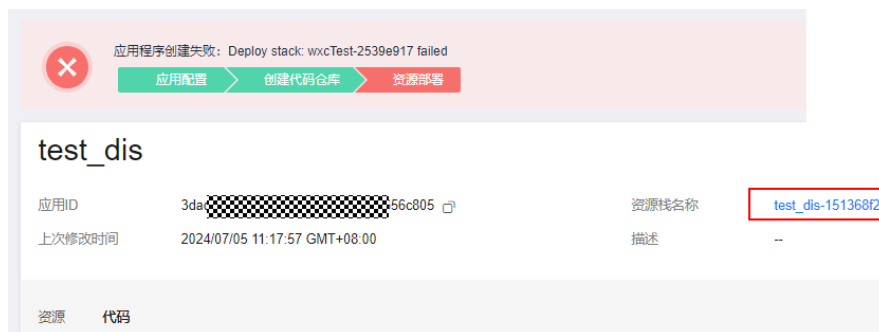 应用程序创建失败：Deploy stack: wxcTest-2539e917 failed
应用配置 创建代码仓库 资源部署
test_dis
应用ID 3dac 56c805 资源栈名称 test_dis-151368f2
上次修改时间 2024/07/05 11:17:57 GMT+08:00 描述 --
资源 代码